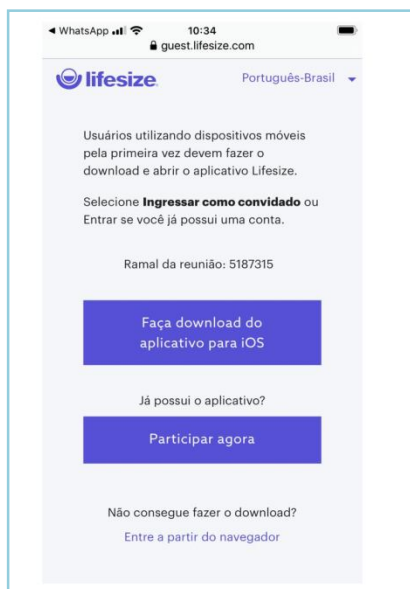 WhatsApp 10:34
guest.lifesize.com
lifesize Português-Brasil
Usuários utilizando dispositivos móveis
pela primeira vez devem fazer o
download e abrir o aplicativo Lifesize.
Selecione Ingressar como convidado ou
Entrar se você já possui uma conta.
Ramal da reunião: 5187315
Faça download do
aplicativo para iOS
Já possui o aplicativo?
Participar agora
Não consegue fazer o download?
Entre a partir do navegador